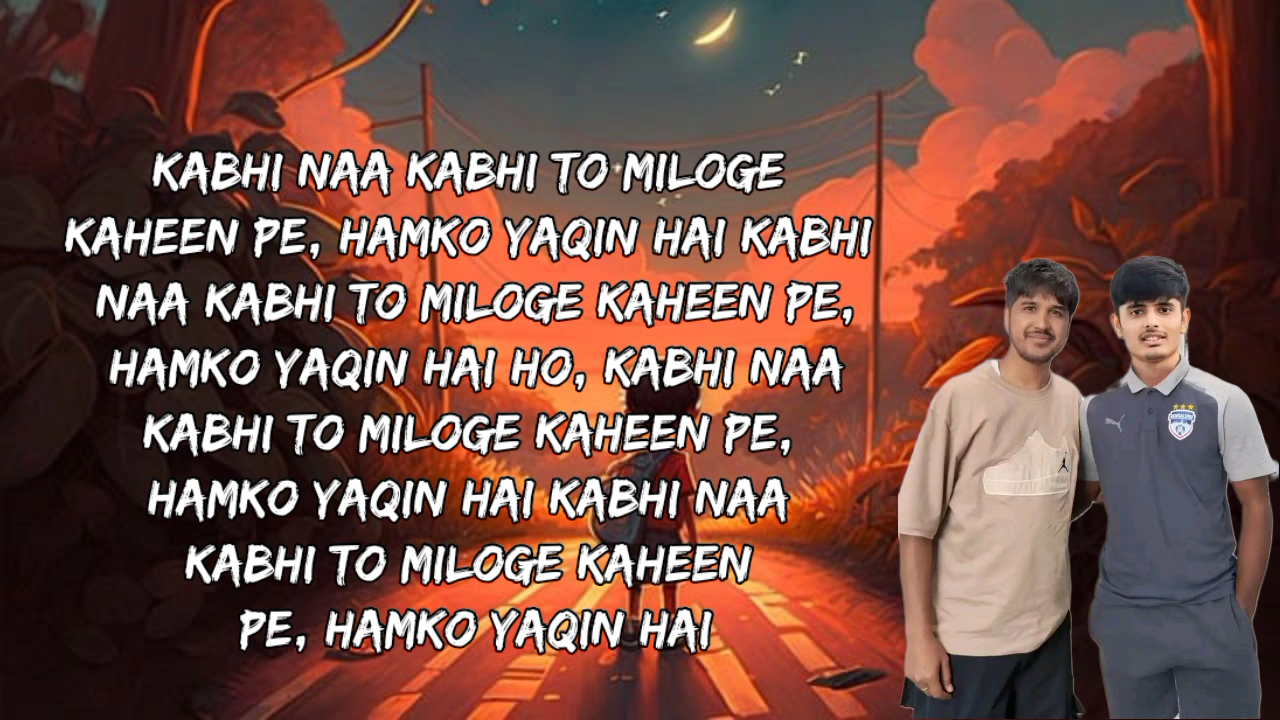 KABHI NAA KABHI TO MILOGE
KAHEEN PE, HAMKO YAQIN HAI KABHI
NAA KABHI TO MILOGE KAHEEN PE,
HAMKO YAQIN HAI HO, KABHI NAA
KABHI TO MILOGE KAHEEN PE,
HAMKO YAQIN HAI KABHI NAA
KABHI TO MILOGE KAHEEN
PE, HAMKO YAQIN HAI